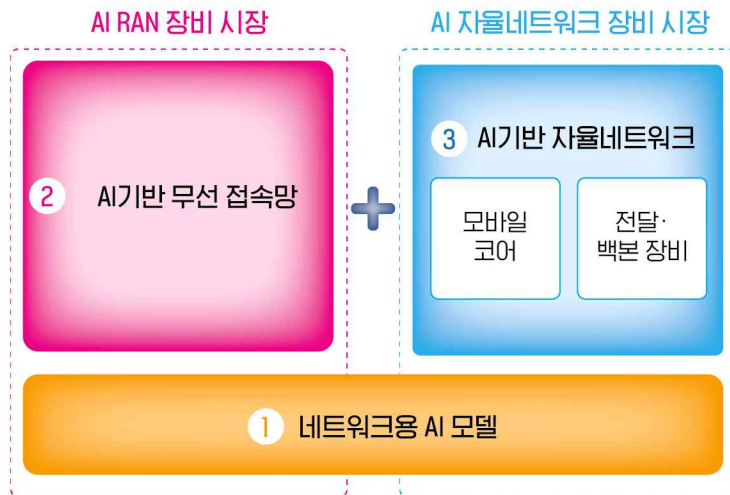 AI RAN 장비 시장
AI 자율네트워크 장비 시장
2 AI기반 무선 접속망
+
3 AI기반 자율네트워크
모바일
코어
전달·
백본 장비
1 네트워크용 AI 모델